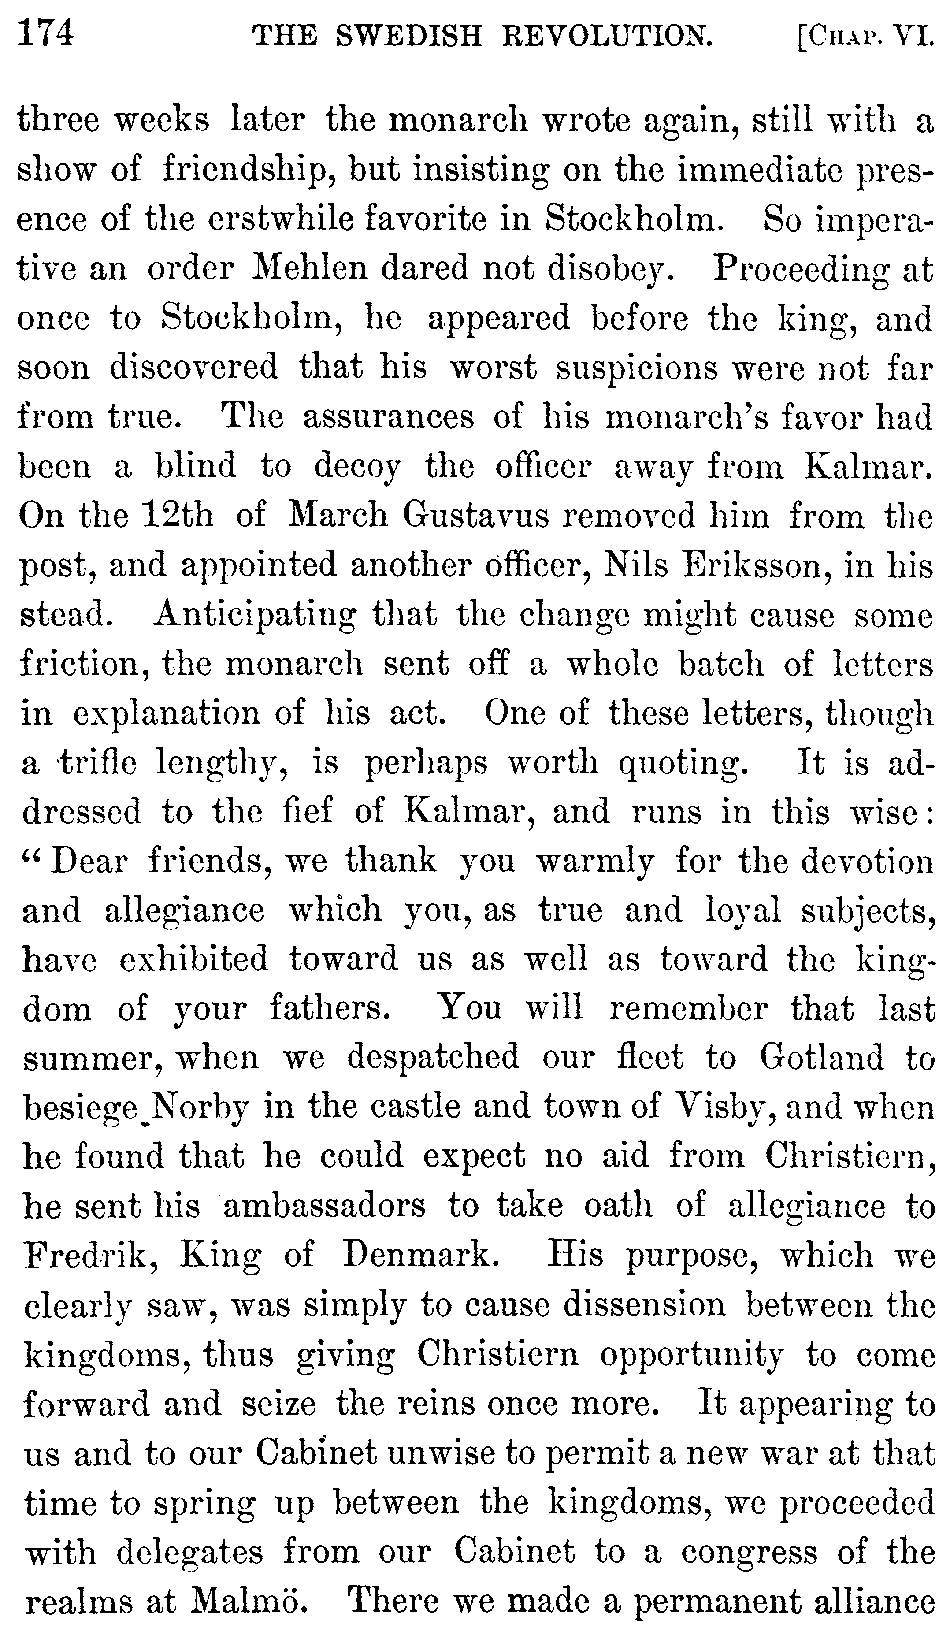 174 THE SWEDISH REVOLUTION. [CHAP. VI.
three weeks later the monarch wrote again, still with a
show of friendship, but insisting on the immediate pres-
ence of the erstwhile favorite in Stockholm. So impera-
tive an order Mehlen dared not disobey. Proceeding at
once to Stockholm, he appeared before the king, and
soon discovered that his worst suspicions were not far
from true. The assurances of his monarch's favor had
been a blind to decoy the officer away from Kalmar.
On the 12th of March Gustavus removed him from the
post, and appointed another officer, Nils Eriksson, in his
stead. Anticipating that the change might cause some
friction, the monarch sent off a whole batch of letters
in explanation of his act. One of these letters, though
a trifle lengthy, is perhaps worth quoting. It is ad-
dressed to the fief of Kalmar, and runs in this wise:
"Dear friends, we thank you warmly for the devotion
and allegiance which you, as true and loyal subjects,
have exhibited toward us as well as toward the king-
dom of your fathers. You will remember that last
summer, when we despatched our fleet to Gotland to
besiege Norby in the castle and town of Visby, and when
he found that he could expect no aid from Christiern,
he sent his ambassadors to take oath of allegiance to
Fredrik, King of Denmark. His purpose, which we
clearly saw, was simply to cause dissension between the
kingdoms, thus giving Christiern opportunity to come
forward and seize the reins once more. It appearing to
us and to our Cabinet unwise to permit a new war at that
time to spring up between the kingdoms, we proceeded
with delegates from our Cabinet to a congress of the
realms at Malmö. There we made a permanent alliance